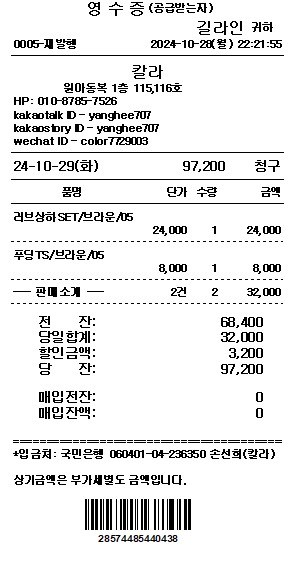 영 수 증 (공급받는자)
길라인 귀하
0005-재발행 2024-10-28(월) 22:21:55
칼라
일아동복 1층 115,116호
HP: 010-8785-7526
kakaotalk ID - yanghee707
kakaostory ID - yanghee707
wechat ID - color7729003
24-10-29(화) 97,200 청구
품명 단가 수량 금액
러브상하SET/브라운/05
24,000 1 24,000
푸딩TS/브라운/05
8,000 1 8,000
── 판매소계 ── 2건 2 32,000
전 잔: 68,400
당일합계: 32,000
할인금액: 3,200
당 잔: 97,200
매입전잔: 0
매입잔액: 0
*입금처: 국민은행 060401-04-236350 손선희(칼라)
상기금액은 부가세별도 금액입니다.
28574485440438